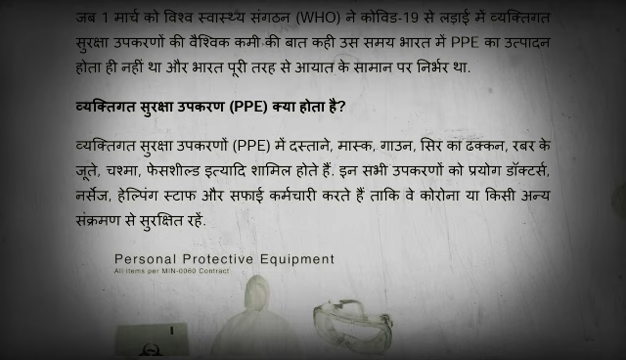 जब 1 मार्च को विश्व स्वास्थ्य संगठन (WHO) ने कोविड-19 से लड़ाई में व्यक्तिगत
सुरक्षा उपकरणों की वैश्विक कमी की बात कही उस समय भारत में PPE का उत्पादन
होता ही नहीं था और भारत पूरी तरह से आयात के सामान पर निर्भर था.
व्यक्तिगत सुरक्षा उपकरण (PPE) क्या होता है?
व्यक्तिगत सुरक्षा उपकरणों (PPE) में दस्ताने, मास्क, गाउन, सिर का ढक्कन, रबर के
जूते, चश्मा, फेसशील्ड इत्यादि शामिल होते हैं. इन सभी उपकरणों को प्रयोग डॉक्टर्स,
नर्सेज, हेल्पिंग स्टाफ और सफाई कर्मचारी करते हैं ताकि वे कोरोना या किसी अन्य
संक्रमण से सुरक्षित रहें.
Personal Protective Equipment
All items per MIN-0060 Contract